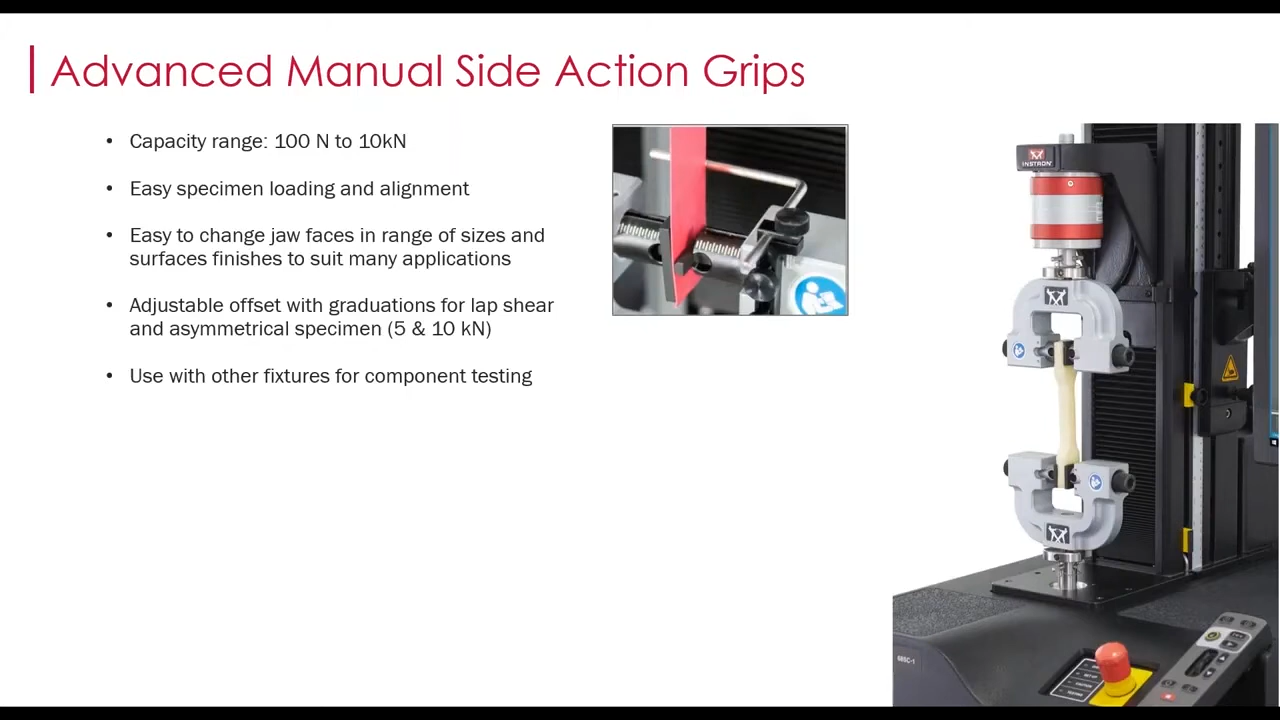 Advanced Manual Side Action Grips
• Capacity range: 100 N to 10kN
• Easy specimen loading and alignment
• Easy to change jaw faces in range of sizes and
surfaces finishes to suit many applications
• Adjustable offset with graduations for lap shear
and asymmetrical specimen (5 & 10 kN)
• Use with other fixtures for component testing
INSTRON
68SC-1